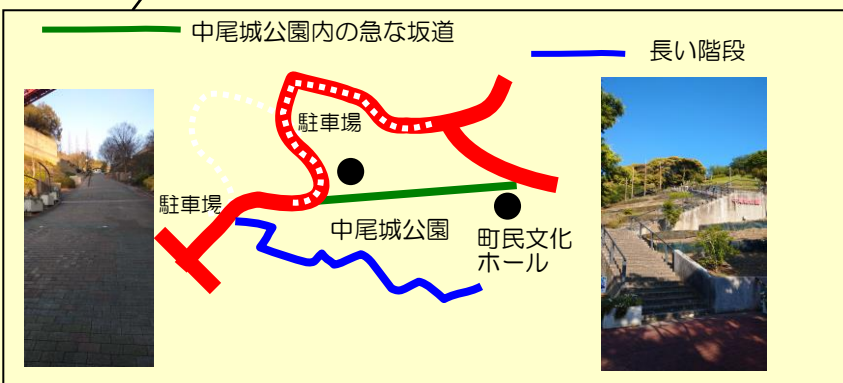 中尾城公園内の急な坂道
長い階段
駐車場
駐車場
中尾城公園
町民文化
ホール